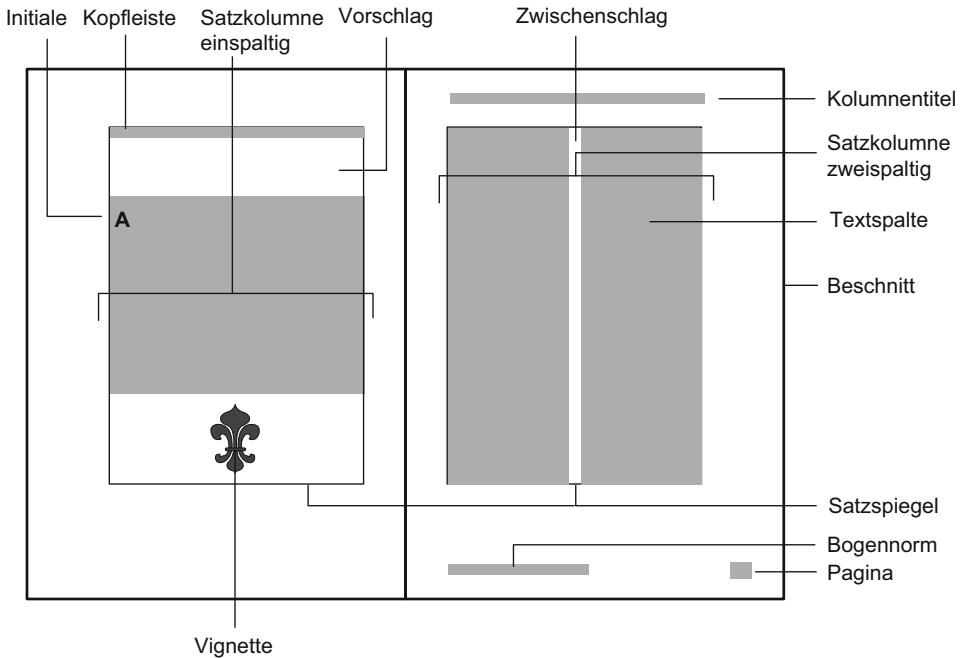 Initiale
Kopfleiste
Satzkolumne
einspaltig
Vorschlag
Zwischenschlag
Kolumnentitel
Satzkolumne
zweispaltig
A
Textspalte
Beschnitt
Satzspiegel
Bogennorm
Pagina
Vignette